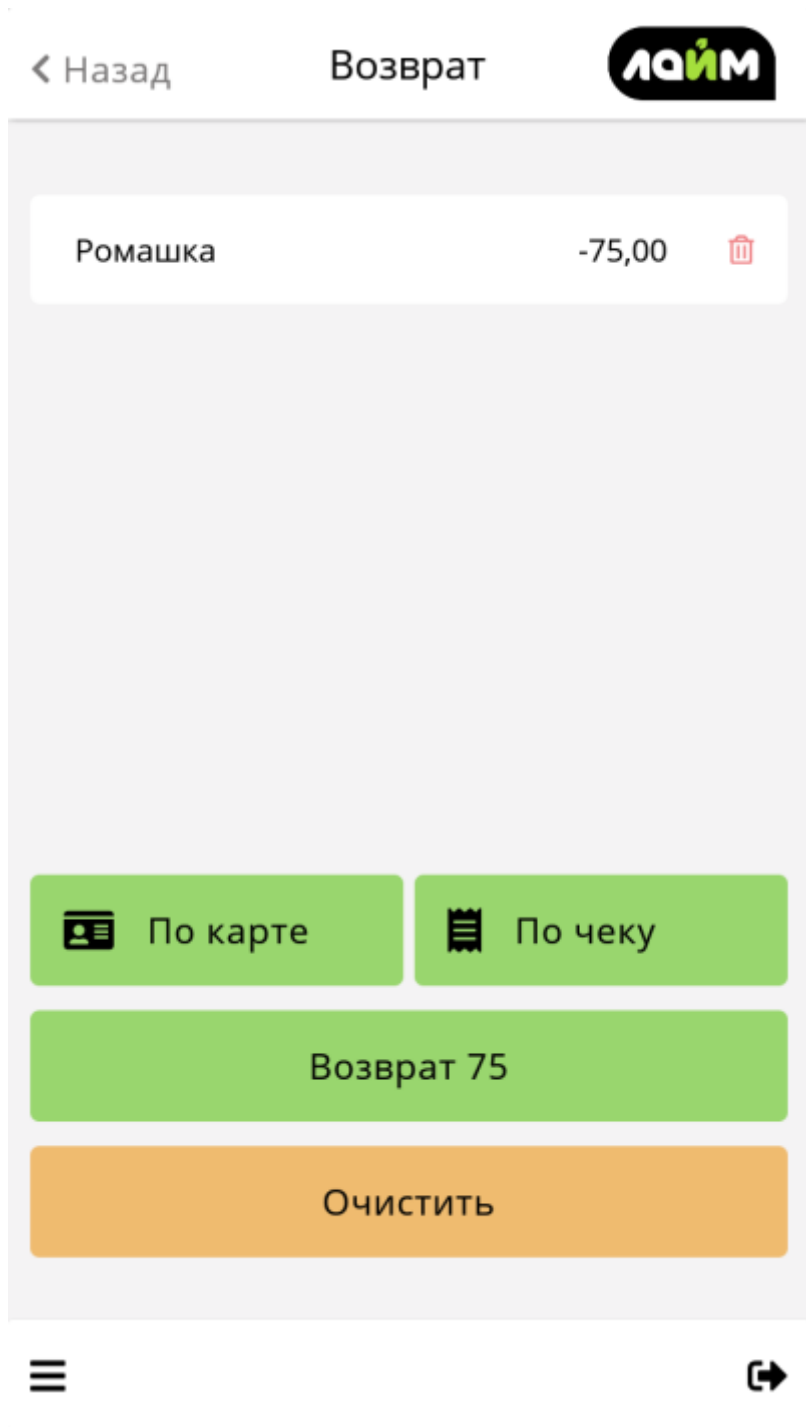 Назад
Возврат
лайм
Ромашка -75,00
По карте
По чеку
Возврат 75
Очистить